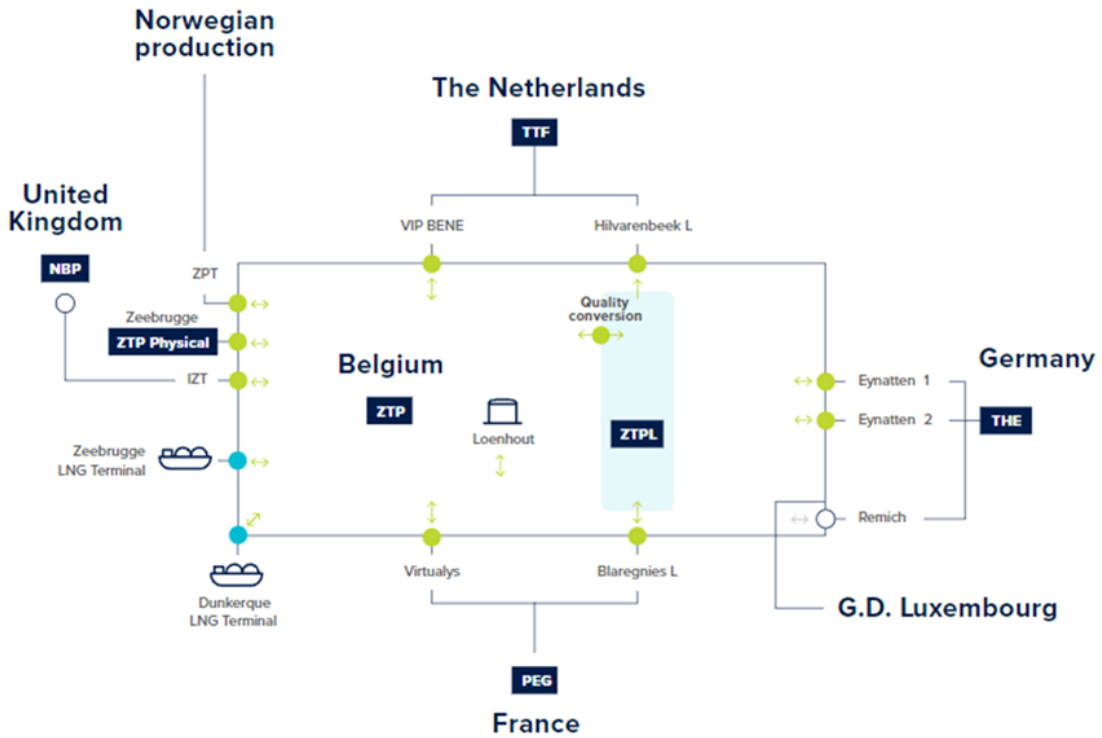 Norwegian
production
The Netherlands
TTF
United
Kingdom
NBP
VIP BENE
Hilvarenbeek L
ZPT
Zeebrugge
ZTP Physical
IZT
Quality
conversion
Belgium
ZTP
Loenhout
ZTPL
Germany
Eynatten 1
Eynatten 2
THE
Zeebrugge
LNG Terminal
Remich
Dunkerque
LNG Terminal
Virtualys
Blaregnies L
G.D. Luxembourg
PEG
France